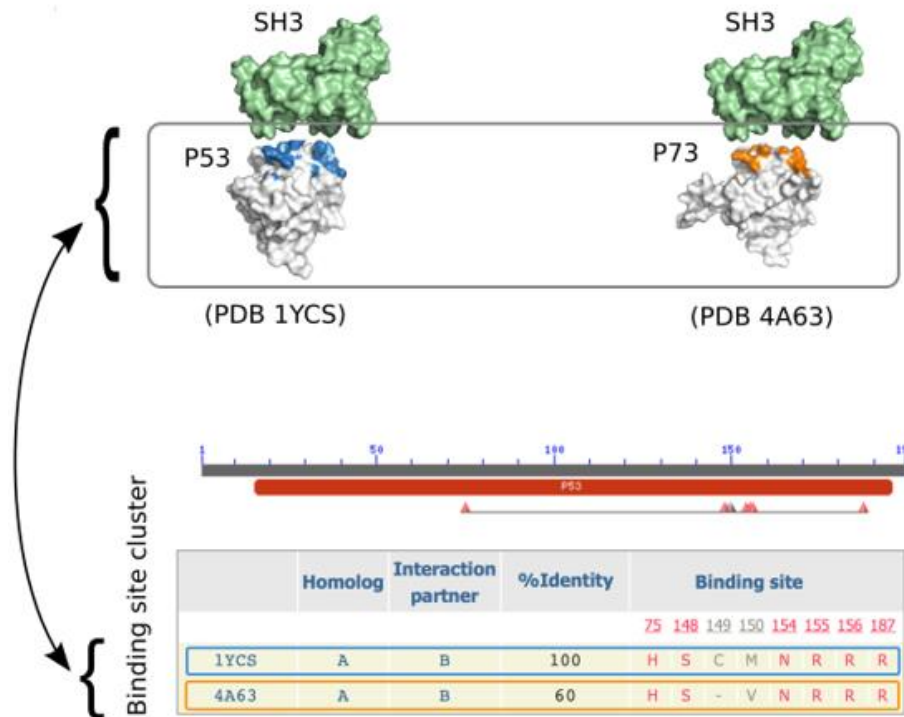 SH3 SH3
P53 P73
(PDB 1YCS) (PDB 4A63)
1 50 100 150
P53
Binding site cluster
Homolog Interaction partner %Identity Binding site
75 148 149 150 154 155 156 187
1YCS A B 100 H S C M N R R R
4A63 A B 60 H S - V N R R R